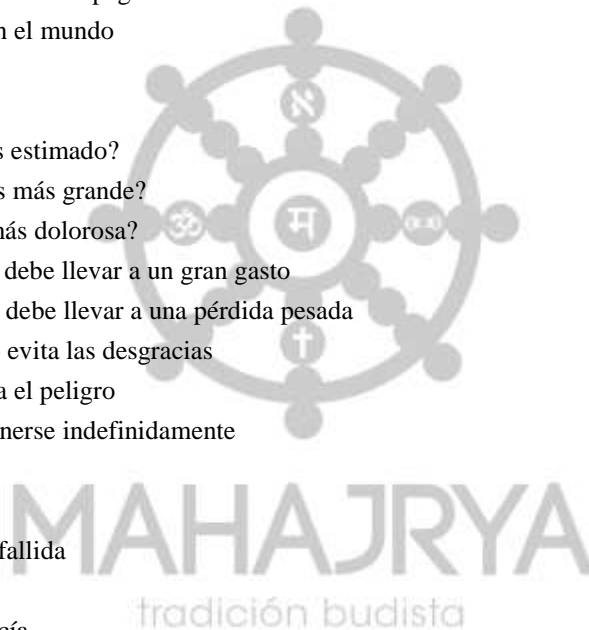 n el mundo
s estimado?
s más grande?
nás dolorosa?
debe llevar a un gran gasto
debe llevar a una pérdida pesada
evita las desgracias
a el peligro
nerse indefinidamente
fallida
MAHAJRYA
tradición budista